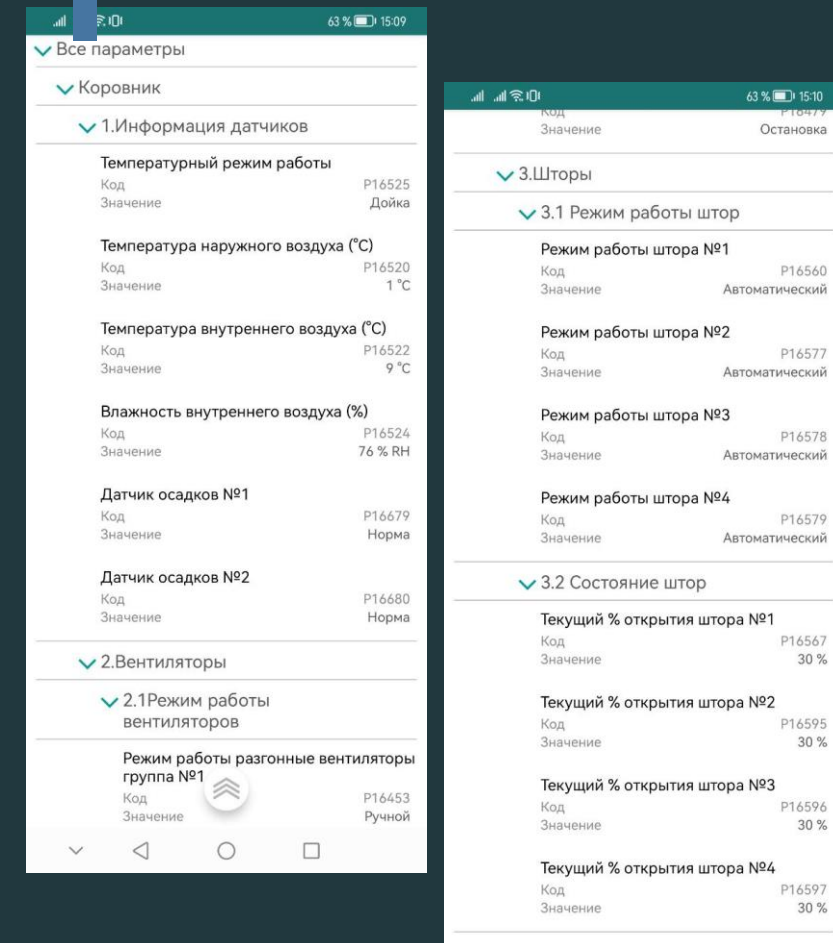 63 % 15:09
Все параметры
Коровник
1.Информация датчиков
Температурный режим работы
Код P16525
Значение Дойка
Температура наружного воздуха (°C)
Код P16520
Значение 1 °C
Температура внутреннего воздуха (°C)
Код P16522
Значение 9 °C
Влажность внутреннего воздуха (%)
Код P16524
Значение 76 % RH
Датчик осадков №1
Код P16679
Значение Норма
Датчик осадков №2
Код P16680
Значение Норма
2.Вентиляторы
2.1Режим работы
вентиляторов
Режим работы разгонные вентиляторы
группа №1
Код P16453
Значение Ручной
63 % 15:10
Код P16479
Значение Остановка
3.Шторы
3.1 Режим работы штор
Режим работы штора №1
Код P16560
Значение Автоматический
Режим работы штора №2
Код P16577
Значение Автоматический
Режим работы штора №3
Код P16578
Значение Автоматический
Режим работы штора №4
Код P16579
Значение Автоматический
3.2 Состояние штор
Текущий % открытия штора №1
Код P16567
Значение 30 %
Текущий % открытия штора №2
Код P16595
Значение 30 %
Текущий % открытия штора №3
Код P16596
Значение 30 %
Текущий % открытия штора №4
Код P16597
Значение 30 %